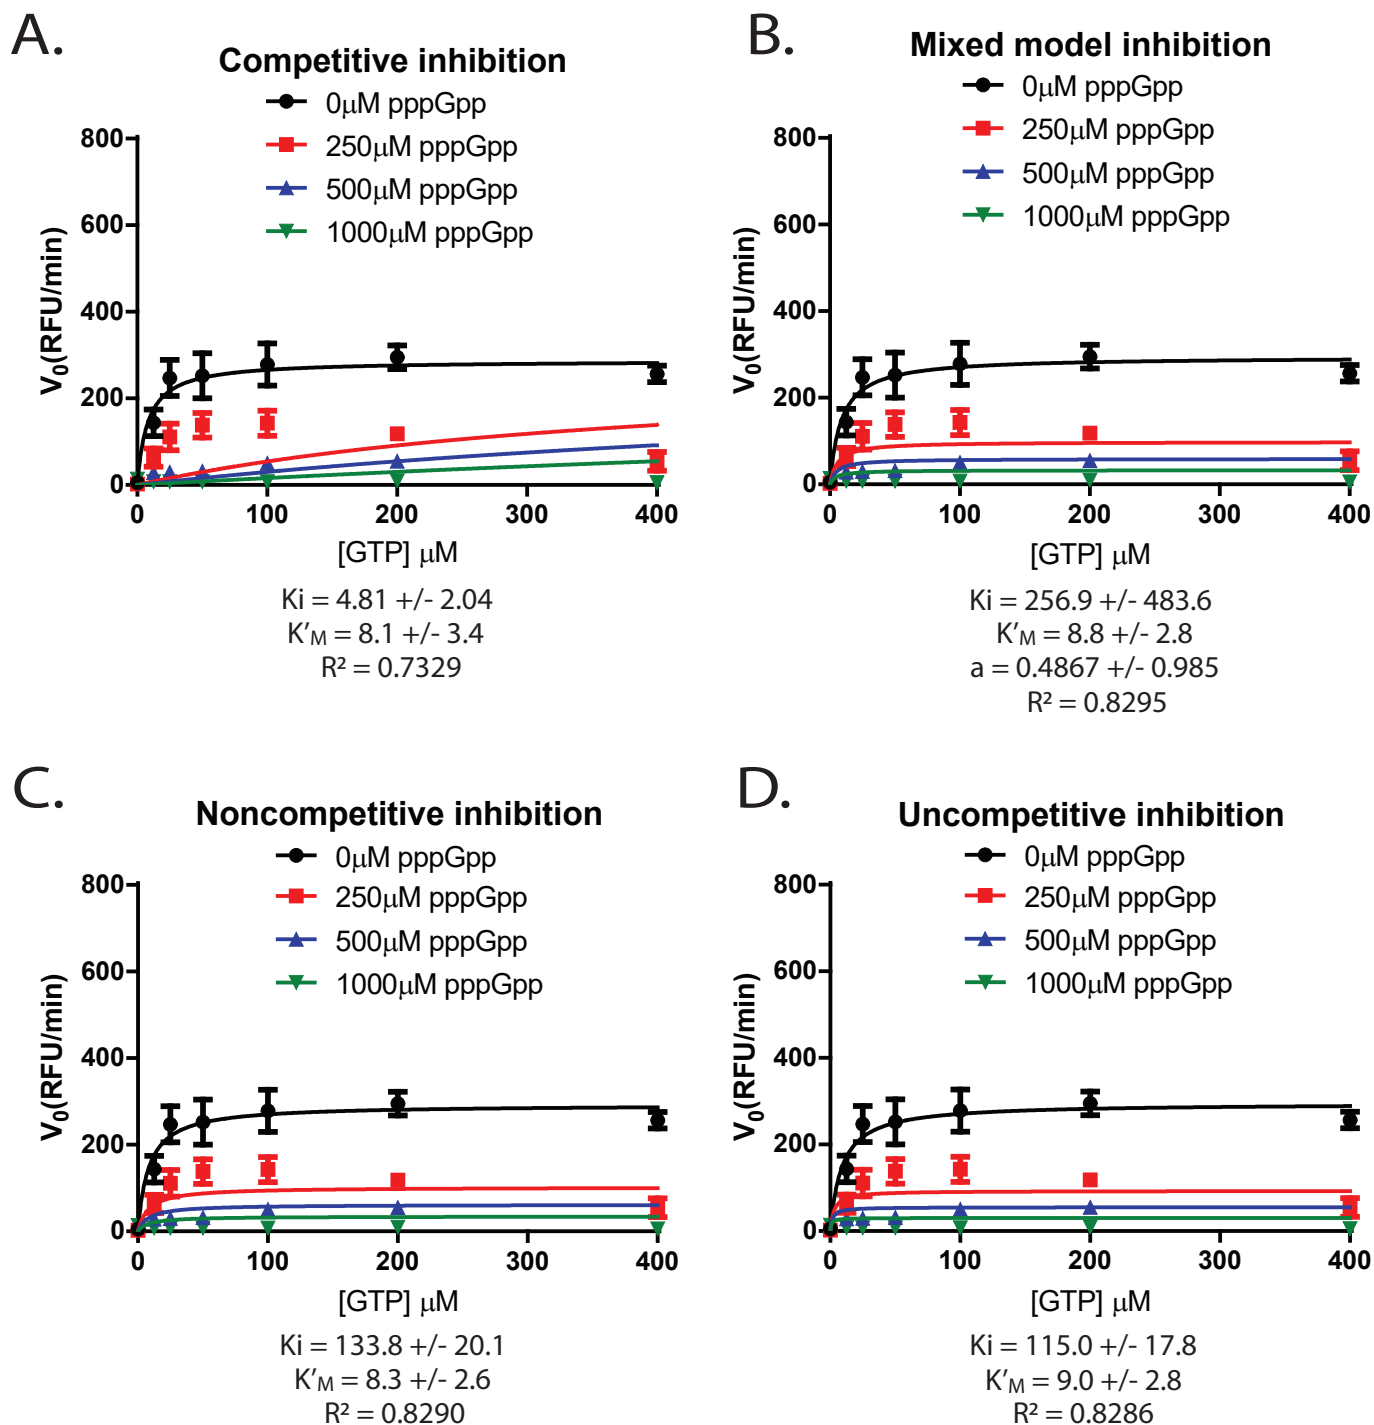 A.
Competitive inhibition
0μM pppGpp
250μM pppGpp
500μM pppGpp
1000μM pppGpp
V0(RFU/min)
800
600
400
200
0
0 100 200 300 400
[GTP] μM
Ki = 4.81 +/- 2.04
K’M = 8.1 +/- 3.4
R² = 0.7329
B.
Mixed model inhibition
0μM pppGpp
250μM pppGpp
500μM pppGpp
1000μM pppGpp
V0(RFU/min)
800
600
400
200
0
0 100 200 300 400
[GTP] μM
Ki = 256.9 +/- 483.6
K’M = 8.8 +/- 2.8
a = 0.4867 +/- 0.985
R² = 0.8295
C.
Noncompetitive inhibition
0μM pppGpp
250μM pppGpp
500μM pppGpp
1000μM pppGpp
V0(RFU/min)
800
600
400
200
0
0 100 200 300 400
[GTP] μM
Ki = 133.8 +/- 20.1
K’M = 8.3 +/- 2.6
R² = 0.8290
D.
Uncompetitive inhibition
0μM pppGpp
250μM pppGpp
500μM pppGpp
1000μM pppGpp
V0(RFU/min)
800
600
400
200
0
0 100 200 300 400
[GTP] μM
Ki = 115.0 +/- 17.8
K’M = 9.0 +/- 2.8
R² = 0.8286